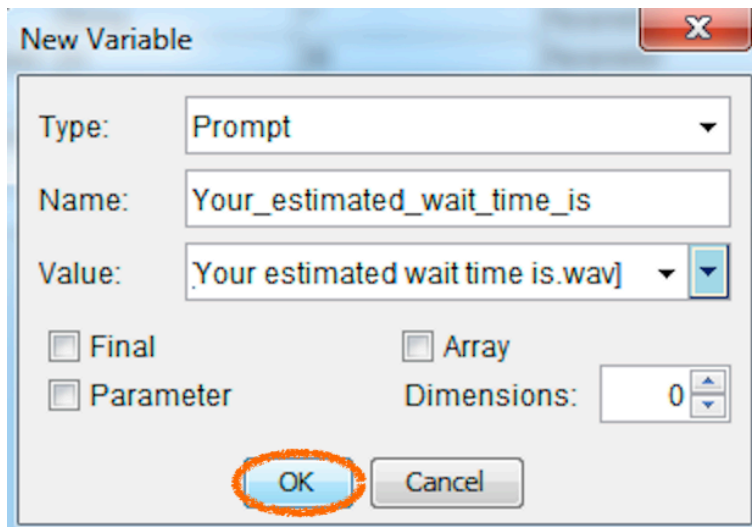 New Variable
Type: Prompt
Name: Your_estimated_wait_time_is
Value: Your estimated wait time is.wav]
Final Array
Parameter Dimensions: 0
OK Cancel